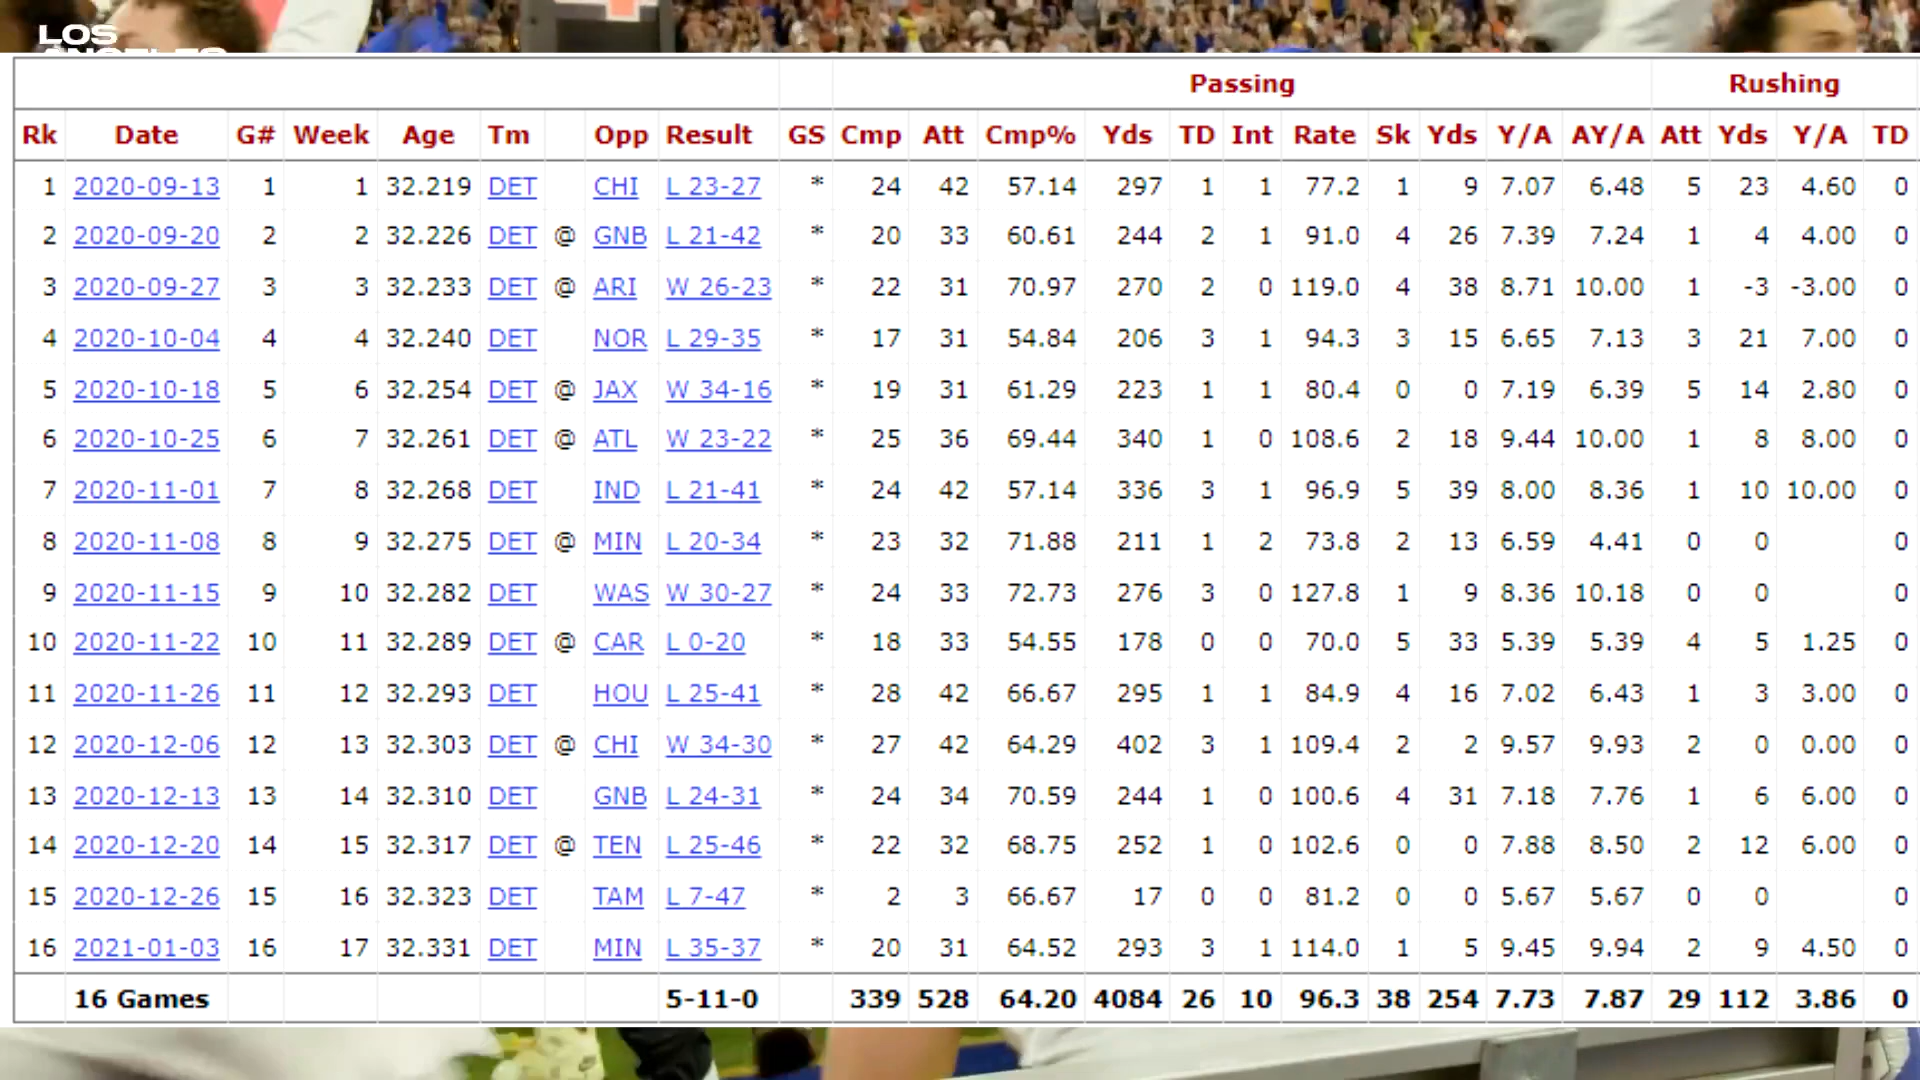 LOS
ANGELES
Passing Rushing
Rk Date G# Week Age Tm Opp Result GS Cmp Att Cmp% Yds TD Int Rate Sk Yds Y/A AY/A Att Yds Y/A TD
1 2020-09-13 1 1 32.219 DET CHI L 23-27 * 24 42 57.14 297 1 1 77.2 1 9 7.07 6.48 5 23 4.60 0
2 2020-09-20 2 2 32.226 DET @ GNB L 21-42 * 20 33 60.61 244 2 1 91.0 4 26 7.39 7.24 1 4 4.00 0
3 2020-09-27 3 3 32.233 DET @ ARI W 26-23 * 22 31 70.97 270 2 0 119.0 4 38 8.71 10.00 1 -3 -3.00 0
4 2020-10-04 4 4 32.240 DET NOR L 29-35 * 17 31 54.84 206 3 1 94.3 3 15 6.65 7.13 3 21 7.00 0
5 2020-10-18 5 6 32.254 DET @ JAX W 34-16 * 19 31 61.29 223 1 1 80.4 0 0 7.19 6.39 5 14 2.80 0
6 2020-10-25 6 7 32.261 DET @ ATL W 23-22 * 25 36 69.44 340 1 0 108.6 2 18 9.44 10.00 1 8 8.00 0
7 2020-11-01 7 8 32.268 DET IND L 21-41 * 24 42 57.14 336 3 1 96.9 5 39 8.00 8.36 1 10 10.00 0
8 2020-11-08 8 9 32.275 DET @ MIN L 20-34 * 23 32 71.88 211 1 2 73.8 2 13 6.59 4.41 0 0 0
9 2020-11-15 9 10 32.282 DET WAS W 30-27 * 24 33 72.73 276 3 0 127.8 1 9 8.36 10.18 0 0 0
10 2020-11-22 10 11 32.289 DET @ CAR L 0-20 * 18 33 54.55 178 0 0 70.0 5 33 5.39 5.39 4 5 1.25 0
11 2020-11-26 11 12 32.293 DET HOU L 25-41 * 28 42 66.67 295 1 1 84.9 4 16 7.02 6.43 1 3 3.00 0
12 2020-12-06 12 13 32.303 DET @ CHI W 34-30 * 27 42 64.29 402 3 1 109.4 2 2 9.57 9.93 2 0 0.00 0
13 2020-12-13 13 14 32.310 DET GNB L 24-31 * 24 34 70.59 244 1 0 100.6 4 31 7.18 7.76 1 6 6.00 0
14 2020-12-20 14 15 32.317 DET @ TEN L 25-46 * 22 32 68.75 252 1 0 102.6 0 0 7.88 8.50 2 12 6.00 0
15 2020-12-26 15 16 32.323 DET TAM L 7-47 * 2 3 66.67 17 0 0 81.2 0 0 5.67 5.67 0 0 0
16 2021-01-03 16 17 32.331 DET MIN L 35-37 * 20 31 64.52 293 3 1 114.0 1 5 9.45 9.94 2 9 4.50 0
16 Games 5-11-0 339 528 64.20 4084 26 10 96.3 38 254 7.73 7.87 29 112 3.86 0